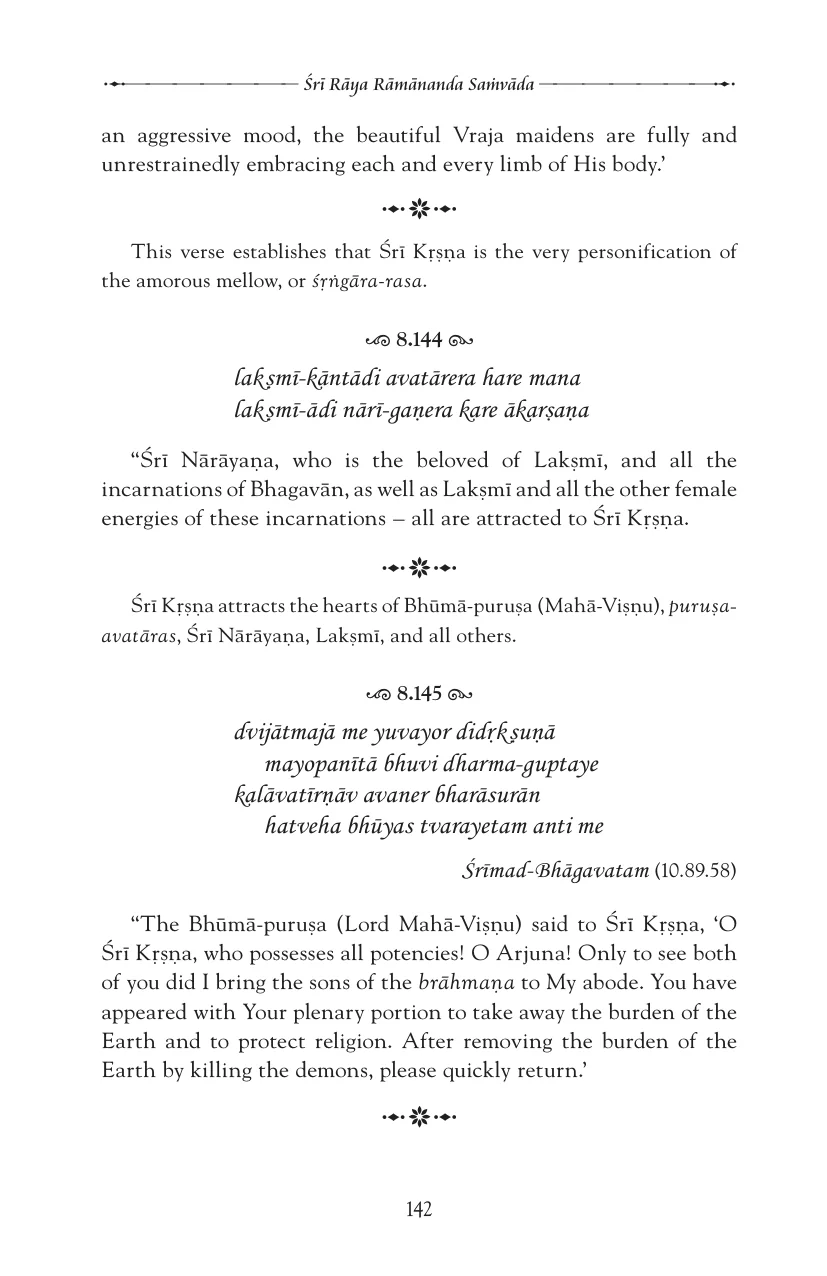 Śrī Rāya Rāmānanda Saṁvāda
an aggressive mood, the beautiful Vraja maidens are fully and
unrestrainedly embracing each and every limb of His body.’
This verse establishes that Śrī Kṛṣṇa is the very personification of
the amorous mellow, or śṛṅgāra-rasa.
8.144
lakṣmī-kāntādi avatārera hare mana
lakṣmī-ādi nārī-gaṇera kare ākarṣaṇa
“Śrī Nārāyaṇa, who is the beloved of Lakṣmī, and all the
incarnations of Bhagavān, as well as Lakṣmī and all the other female
energies of these incarnations – all are attracted to Śrī Kṛṣṇa.
Śrī Kṛṣṇa attracts the hearts of Bhūmā-puruṣa (Mahā-Viṣṇu), puruṣa-
avatāras, Śrī Nārāyaṇa, Lakṣmī, and all others.
8.145
dvijātmajā me yuvayor didṛkṣuṇā
mayopanītā bhuvi dharma-guptaye
kalāvatīrṇāv avaner bharāsurān
hatveha bhūyas tvarayetam anti me
Śrīmad-Bhāgavatam (10.89.58)
“The Bhūmā-puruṣa (Lord Mahā-Viṣṇu) said to Śrī Kṛṣṇa, ‘O
Śrī Kṛṣṇa, who possesses all potencies! O Arjuna! Only to see both
of you did I bring the sons of the brāhmaṇa to My abode. You have
appeared with Your plenary portion to take away the burden of the
Earth and to protect religion. After removing the burden of the
Earth by killing the demons, please quickly return.’
142